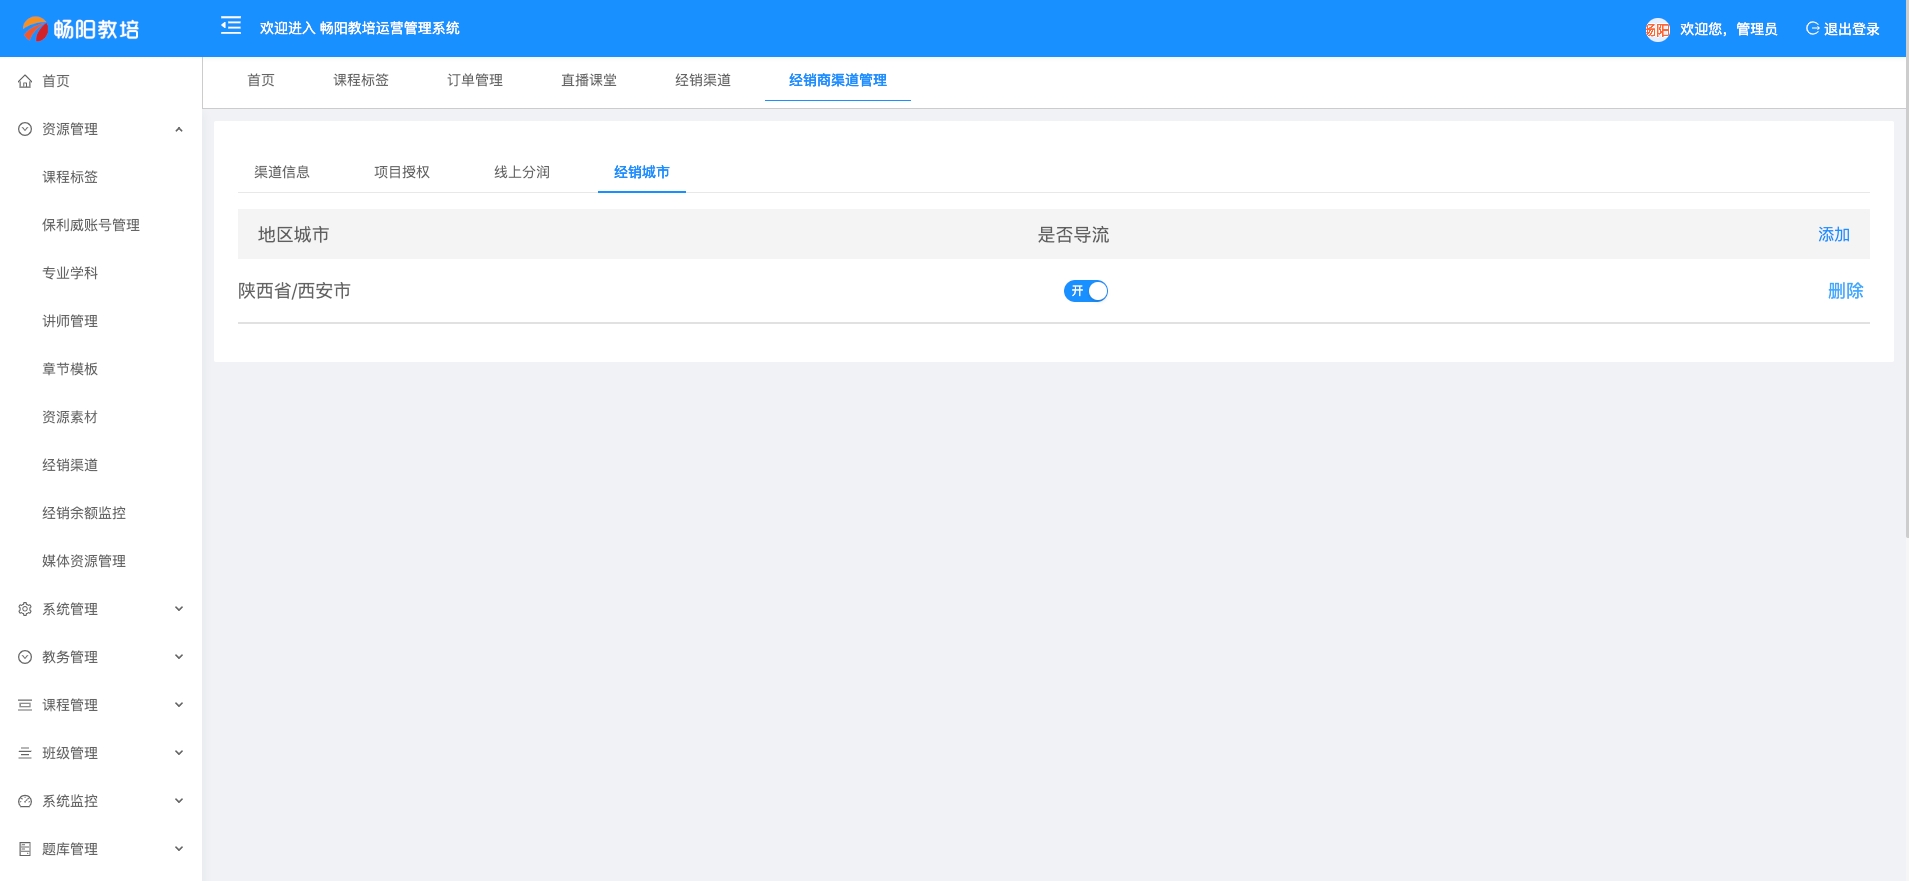 畅阳教培
欢迎进入 畅阳教培运营管理系统
畅阳
欢迎您，管理员
退出登录
首页
资源管理
课程标签
保利威账号管理
专业学科
讲师管理
章节模板
资源素材
经销渠道
经销余额监控
媒体资源管理
系统管理
教务管理
课程管理
班级管理
系统监控
题库管理
首页 课程标签 订单管理 直播课堂 经销渠道 经销商渠道管理
渠道信息 项目授权 线上分润 经销城市
地区城市 是否导流 添加
陕西省/西安市 开 删除